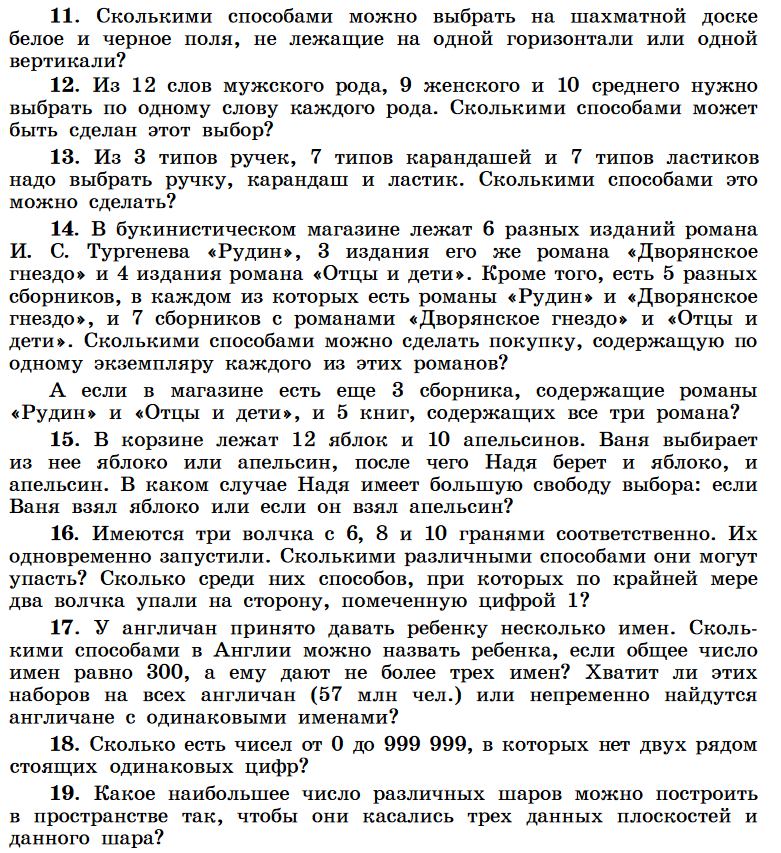 11. Сколькими способами можно выбрать на шахматной доске
белое и черное поля, не лежащие на одной горизонтали или одной
вертикали?
12. Из 12 слов мужского рода, 9 женского и 10 среднего нужно
выбрать по одному слову каждого рода. Сколькими способами может
быть сделан этот выбор?
13. Из 3 типов ручек, 7 типов карандашей и 7 типов ластиков
надо выбрать ручку, карандаш и ластик. Сколькими способами это
можно сделать?
14. В букинистическом магазине лежат 6 разных изданий романа
И. С. Тургенева «Рудин», 3 издания его же романа «Дворянское
гнездо» и 4 издания романа «Отцы и дети». Кроме того, есть 5 разных
сборников, в каждом из которых есть романы «Рудин» и «Дворянское
гнездо», и 7 сборников с романами «Дворянское гнездо» и «Отцы и
дети». Сколькими способами можно сделать покупку, содержащую по
одному экземпляру каждого из этих романов?
А если в магазине есть еще 3 сборника, содержащие романы
«Рудин» и «Отцы и дети», и 5 книг, содержащих все три романа?
15. В корзине лежат 12 яблок и 10 апельсинов. Ваня выбирает
из нее яблоко или апельсин, после чего Надя берет и яблоко, и
апельсин. В каком случае Надя имеет большую свободу выбора: если
Ваня взял яблоко или если он взял апельсин?
16. Имеются три волчка с 6, 8 и 10 гранями соответственно. Их
одновременно запустили. Сколькими различными способами они могут
упасть? Сколько среди них способов, при которых по крайней мере
два волчка упали на сторону, помеченную цифрой 1?
17. У англичан принято давать ребенку несколько имен. Сколь-
кими способами в Англии можно назвать ребенка, если общее число
имен равно 300, а ему дают не более трех имен? Хватит ли этих
наборов на всех англичан (57 млн чел.) или непременно найдутся
англичане с одинаковыми именами?
18. Сколько есть чисел от 0 до 999 999, в которых нет двух рядом
стоящих одинаковых цифр?
19. Какое наибольшее число различных шаров можно построить
в пространстве так, чтобы они касались трех данных плоскостей и
данного шара?